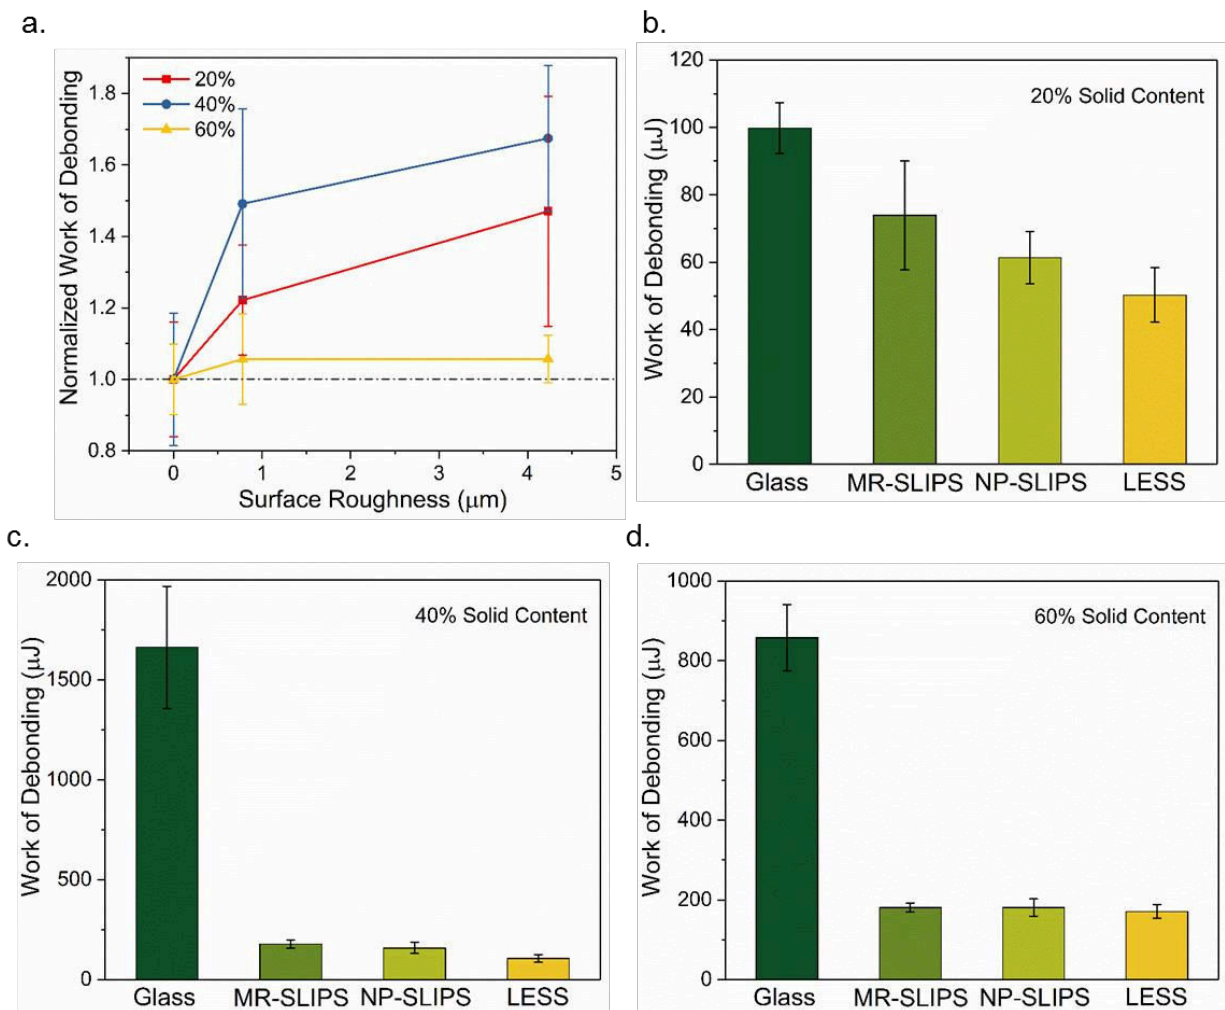 a.
Normalized Work of Debonding
1.8
1.6
1.4
1.2
1.0
0.8
20%
40%
60%
0 1 2 3 4 5
Surface Roughness (μm)
b.
Work of Debonding (μJ)
120
100
80
60
40
20
0
20% Solid Content
Glass MR-SLIPS NP-SLIPS LESS
c.
Work of Debonding (μJ)
2000
1500
1000
500
0
40% Solid Content
Glass MR-SLIPS NP-SLIPS LESS
d.
Work of Debonding (μJ)
1000
800
600
400
200
0
60% Solid Content
Glass MR-SLIPS NP-SLIPS LESS